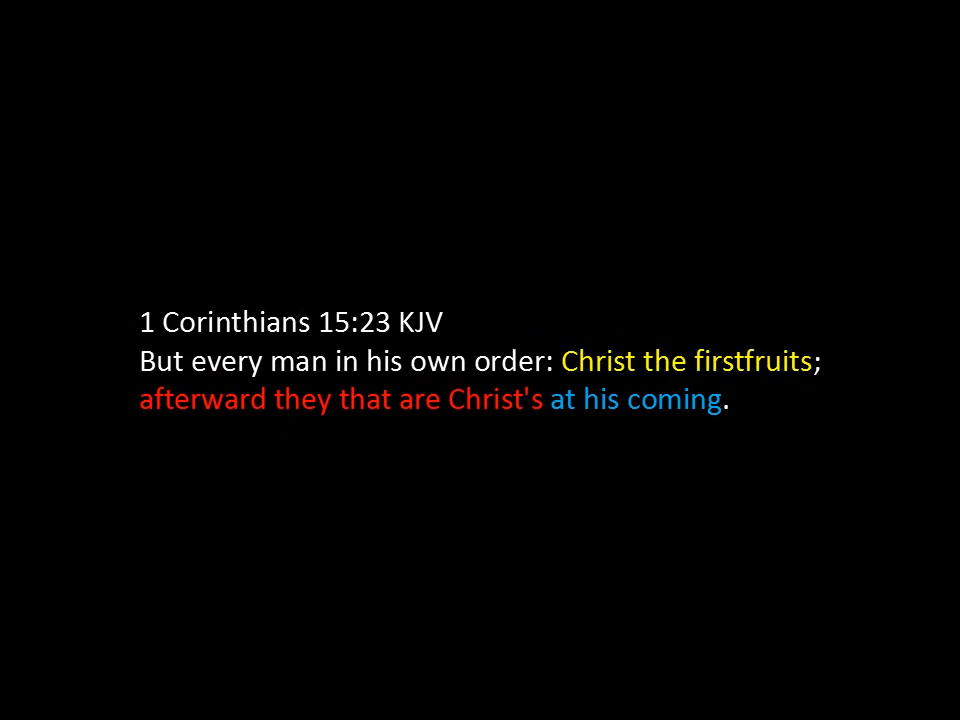 1 Corinthians 15:23 KJV
But every man in his own order: Christ the firstfruits;
afterward they that are Christ's at his coming.